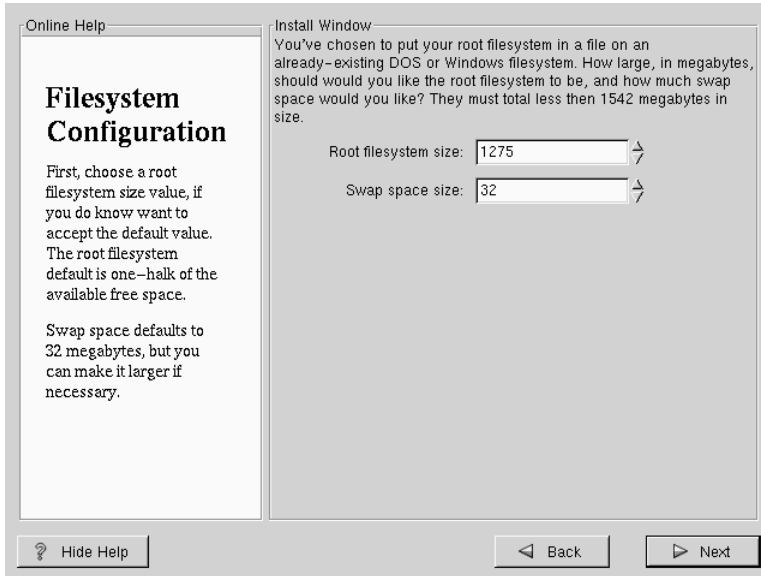 Online Help
Filesystem
Configuration
First, choose a root
filesystem size value, if
you do know want to
accept the default value.
The root filesystem
default is one-halk of the
available free space.
Swap space defaults to
32 megabytes, but you
can make it larger if
necessary.
Install Window
You've chosen to put your root filesystem in a file on an
already-existing DOS or Windows filesystem. How large, in megabytes,
should would you like the root filesystem to be, and how much swap
space would you like? They must total less then 1542 megabytes in
size.
Root filesystem size: 1275
Swap space size: 32
Hide Help
Back
Next